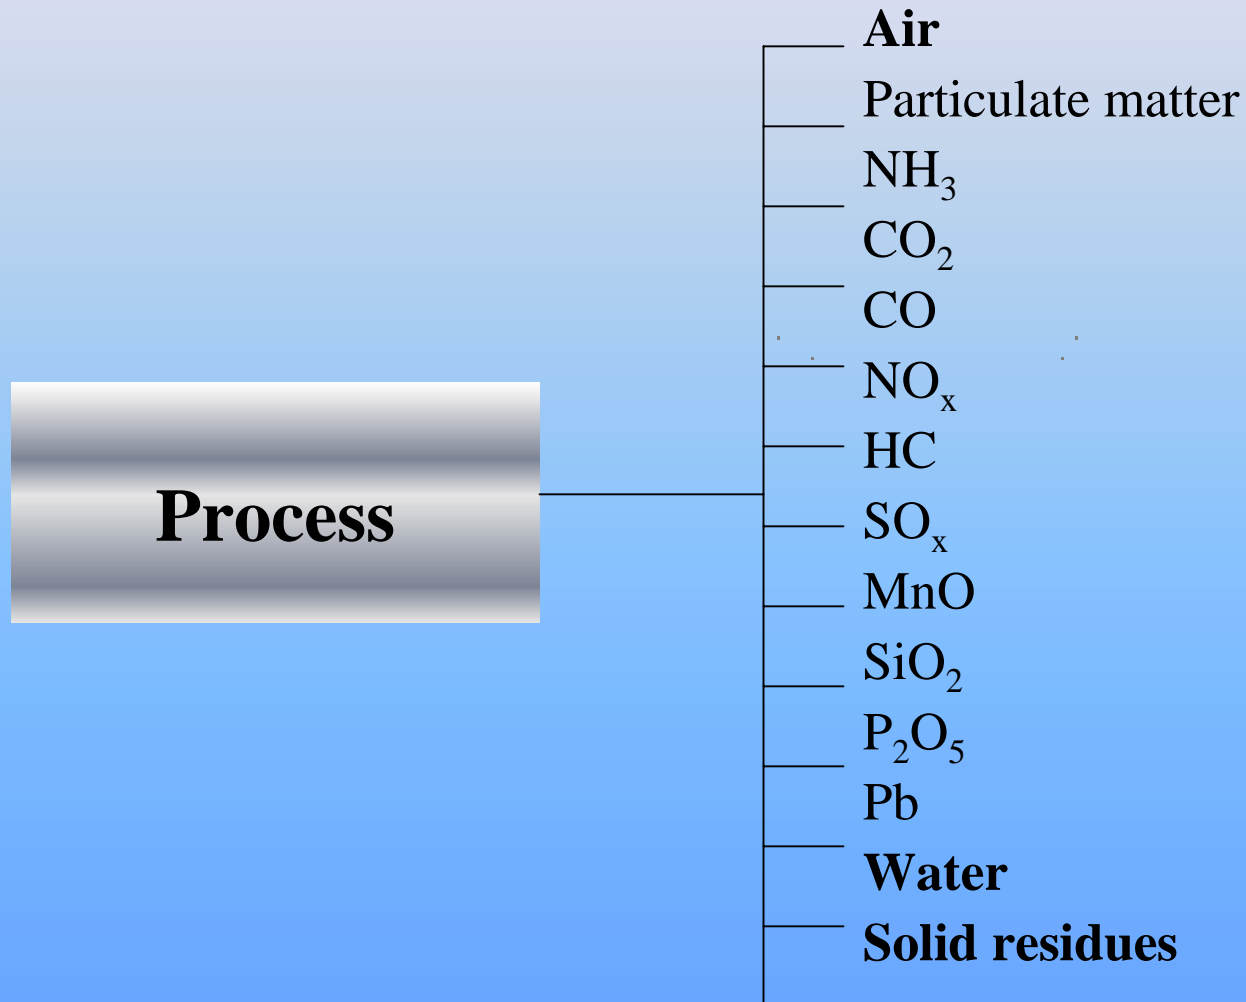 Air
Particulate matter
NH₃
CO₂
CO
NOₓ
HC
Process
SOₓ
MnO
SiO₂
P₂O₅
Pb
Water
Solid residues